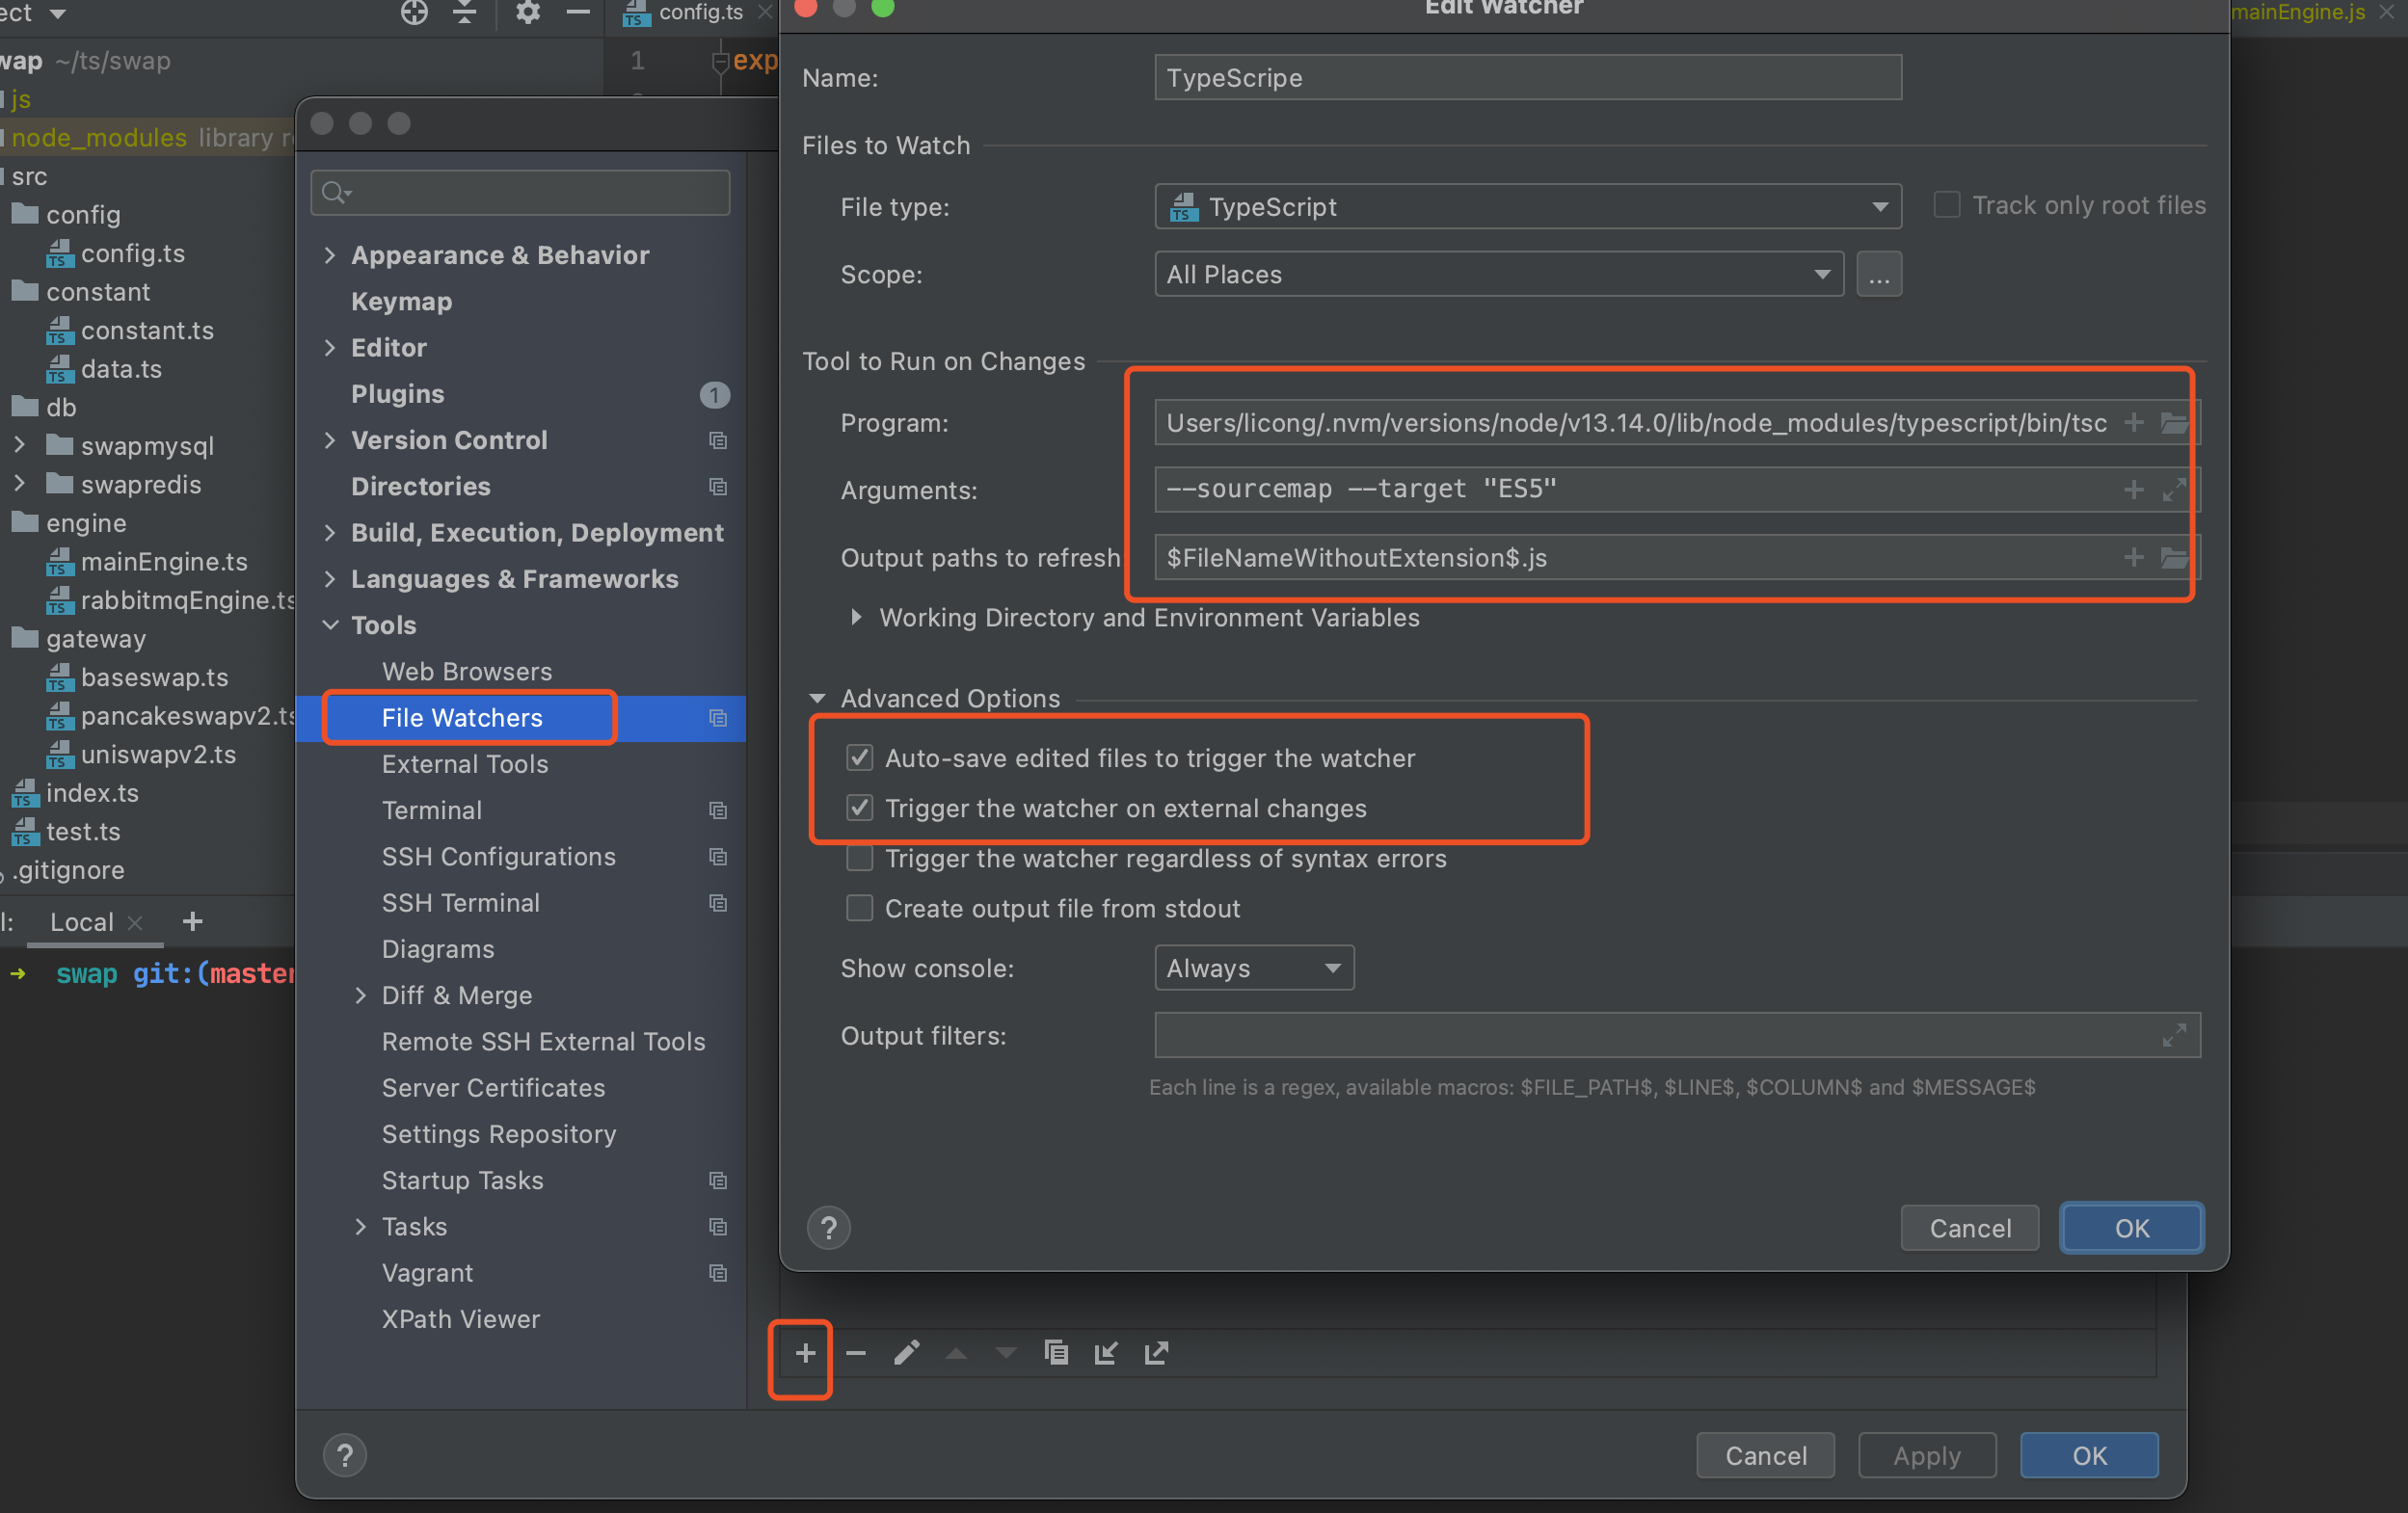 ect
config.ts
Edit Watcher
mainEngine.js
wap ~/ts/swap
js
node_modules library r
src
config
config.ts
constant
constant.ts
data.ts
db
swapmysql
swapredis
engine
mainEngine.ts
rabbitmqEngine.ts
gateway
baseswap.ts
pancakeswapv2.ts
uniswapv2.ts
index.ts
test.ts
.gitignore
l: Local
→ swap git:(master
1 exp
Appearance & Behavior
Keymap
Editor
Plugins 1
Version Control
Directories
Build, Execution, Deployment
Languages & Frameworks
Tools
Web Browsers
File Watchers
External Tools
Terminal
SSH Configurations
SSH Terminal
Diagrams
Diff & Merge
Remote SSH External Tools
Server Certificates
Settings Repository
Startup Tasks
Tasks
Vagrant
XPath Viewer
Name: TypeScripe
Files to Watch
File type: TS TypeScript Track only root files
Scope: All Places ...
Tool to Run on Changes
Program: Users/licong/.nvm/versions/node/v13.14.0/lib/node_modules/typescript/bin/tsc
Arguments: --sourcemap --target "ES5"
Output paths to refresh $FileNameWithoutExtension$.js
Working Directory and Environment Variables
Advanced Options
Auto-save edited files to trigger the watcher
Trigger the watcher on external changes
Trigger the watcher regardless of syntax errors
Create output file from stdout
Show console: Always
Output filters:
Each line is a regex, available macros: $FILE_PATH$, $LINE$, $COLUMN$ and $MESSAGE$
? Cancel OK
? Cancel Apply OK